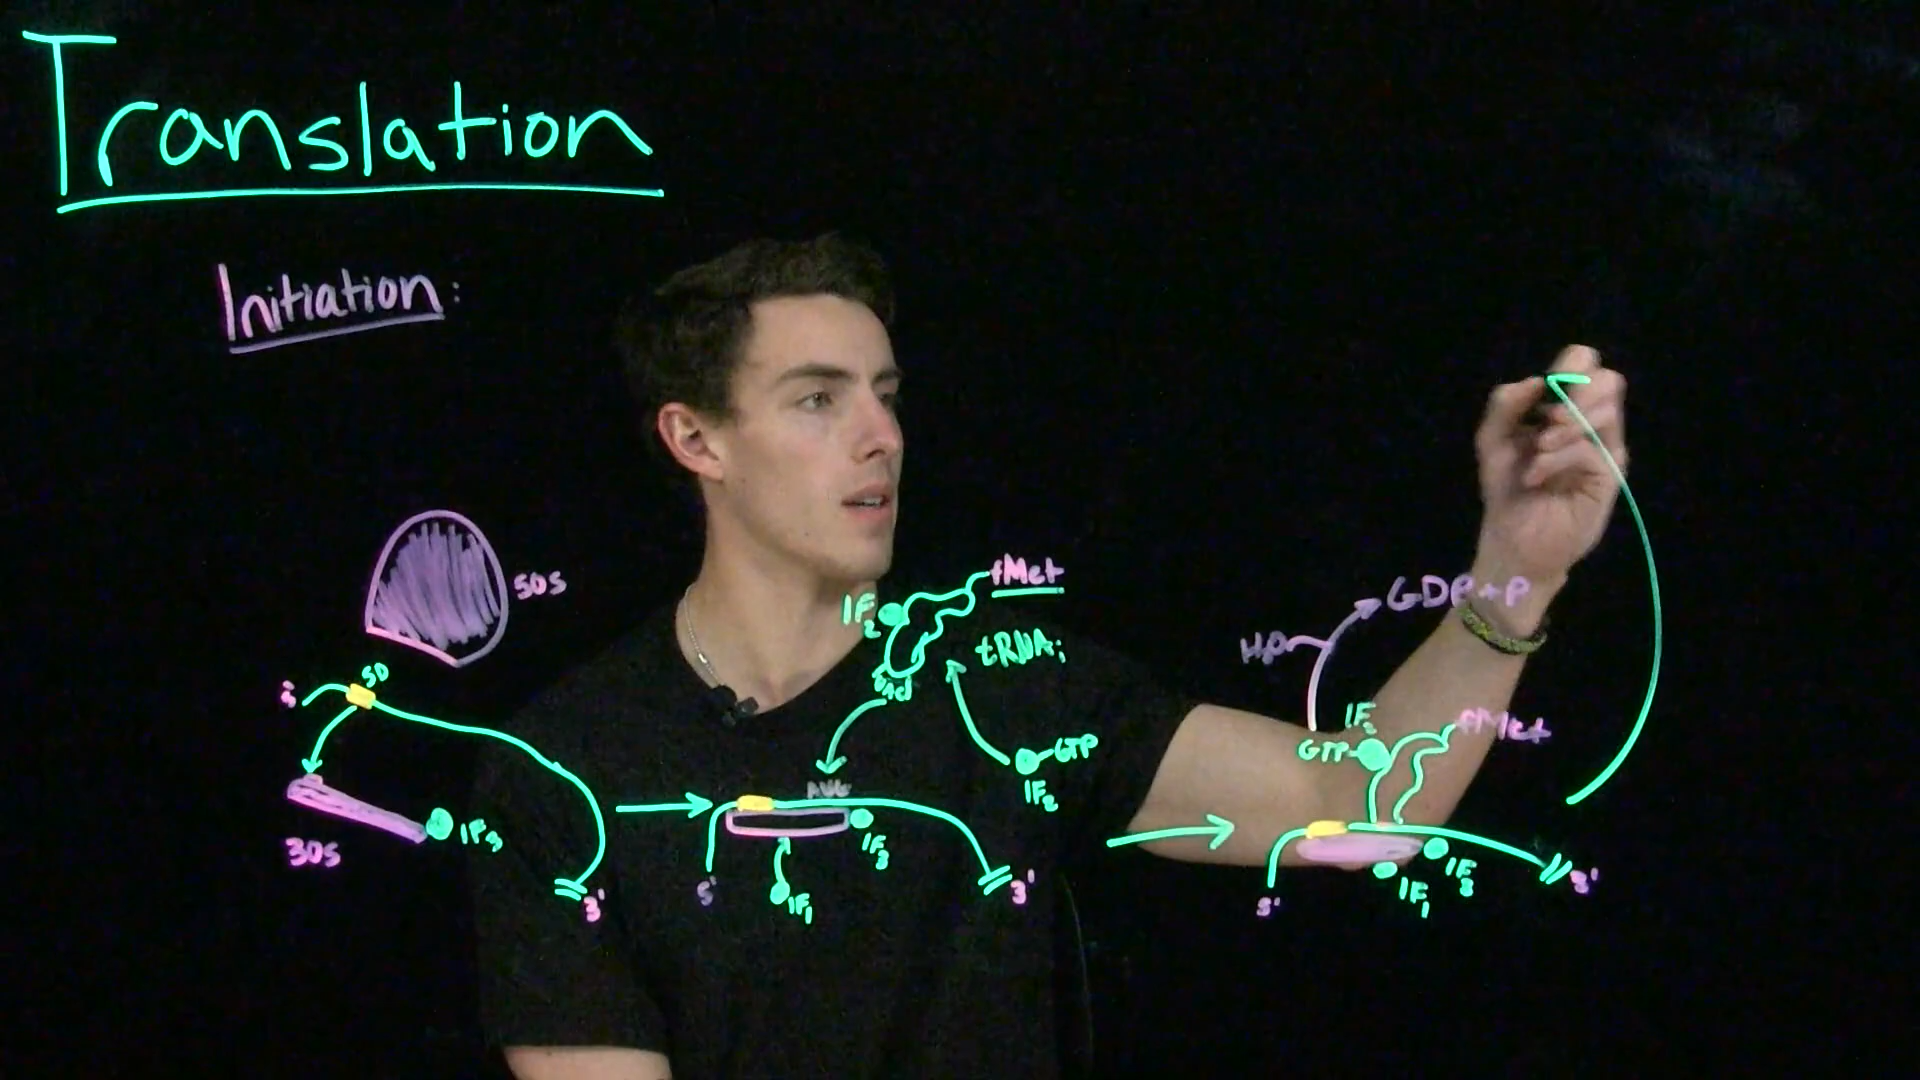 Translation
Initiation:
50s
SD
30s
IF3
3'
fMet
IF2
tRNAi
UAC
GTP
IF2
AUG
IF3
5'
IF1
3'
H2O
GDP + P
IF2
GTP
fMet
5'
IF1
IF3
3'